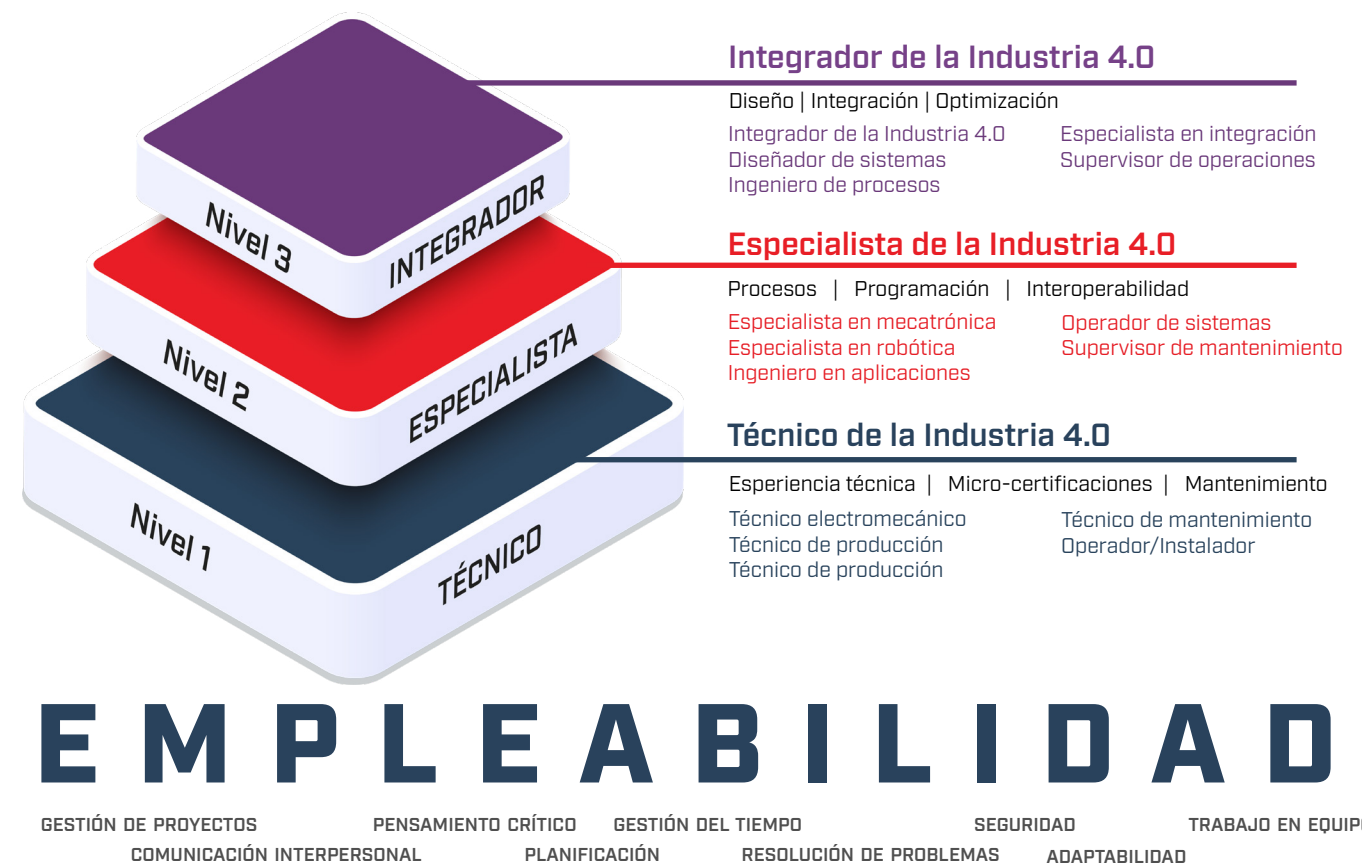 Integrador de la Industria 4.0
Diseño | Integración | Optimización
Integrador de la Industria 4.0
Diseñador de sistemas
Ingeniero de procesos
Especialista en integración
Supervisor de operaciones
Nivel 3
INTEGRADOR
Especialista de la Industria 4.0
Procesos | Programación | Interoperabilidad
Especialista en mecatrónica
Especialista en robótica
Ingeniero en aplicaciones
Operador de sistemas
Supervisor de mantenimiento
Nivel 2
ESPECIALISTA
Técnico de la Industria 4.0
Esperiencia técnica | Micro-certificaciones | Mantenimiento
Técnico electromecánico
Técnico de producción
Técnico de producción
Técnico de mantenimiento
Operador/Instalador
Nivel 1
TÉCNICO
EMPLEABILIDAD
GESTIÓN DE PROYECTOS PENSAMIENTO CRÍTICO GESTIÓN DEL TIEMPO SEGURIDAD TRABAJO EN EQUIPO
COMUNICACIÓN INTERPERSONAL PLANIFICACIÓN RESOLUCIÓN DE PROBLEMAS ADAPTABILIDAD